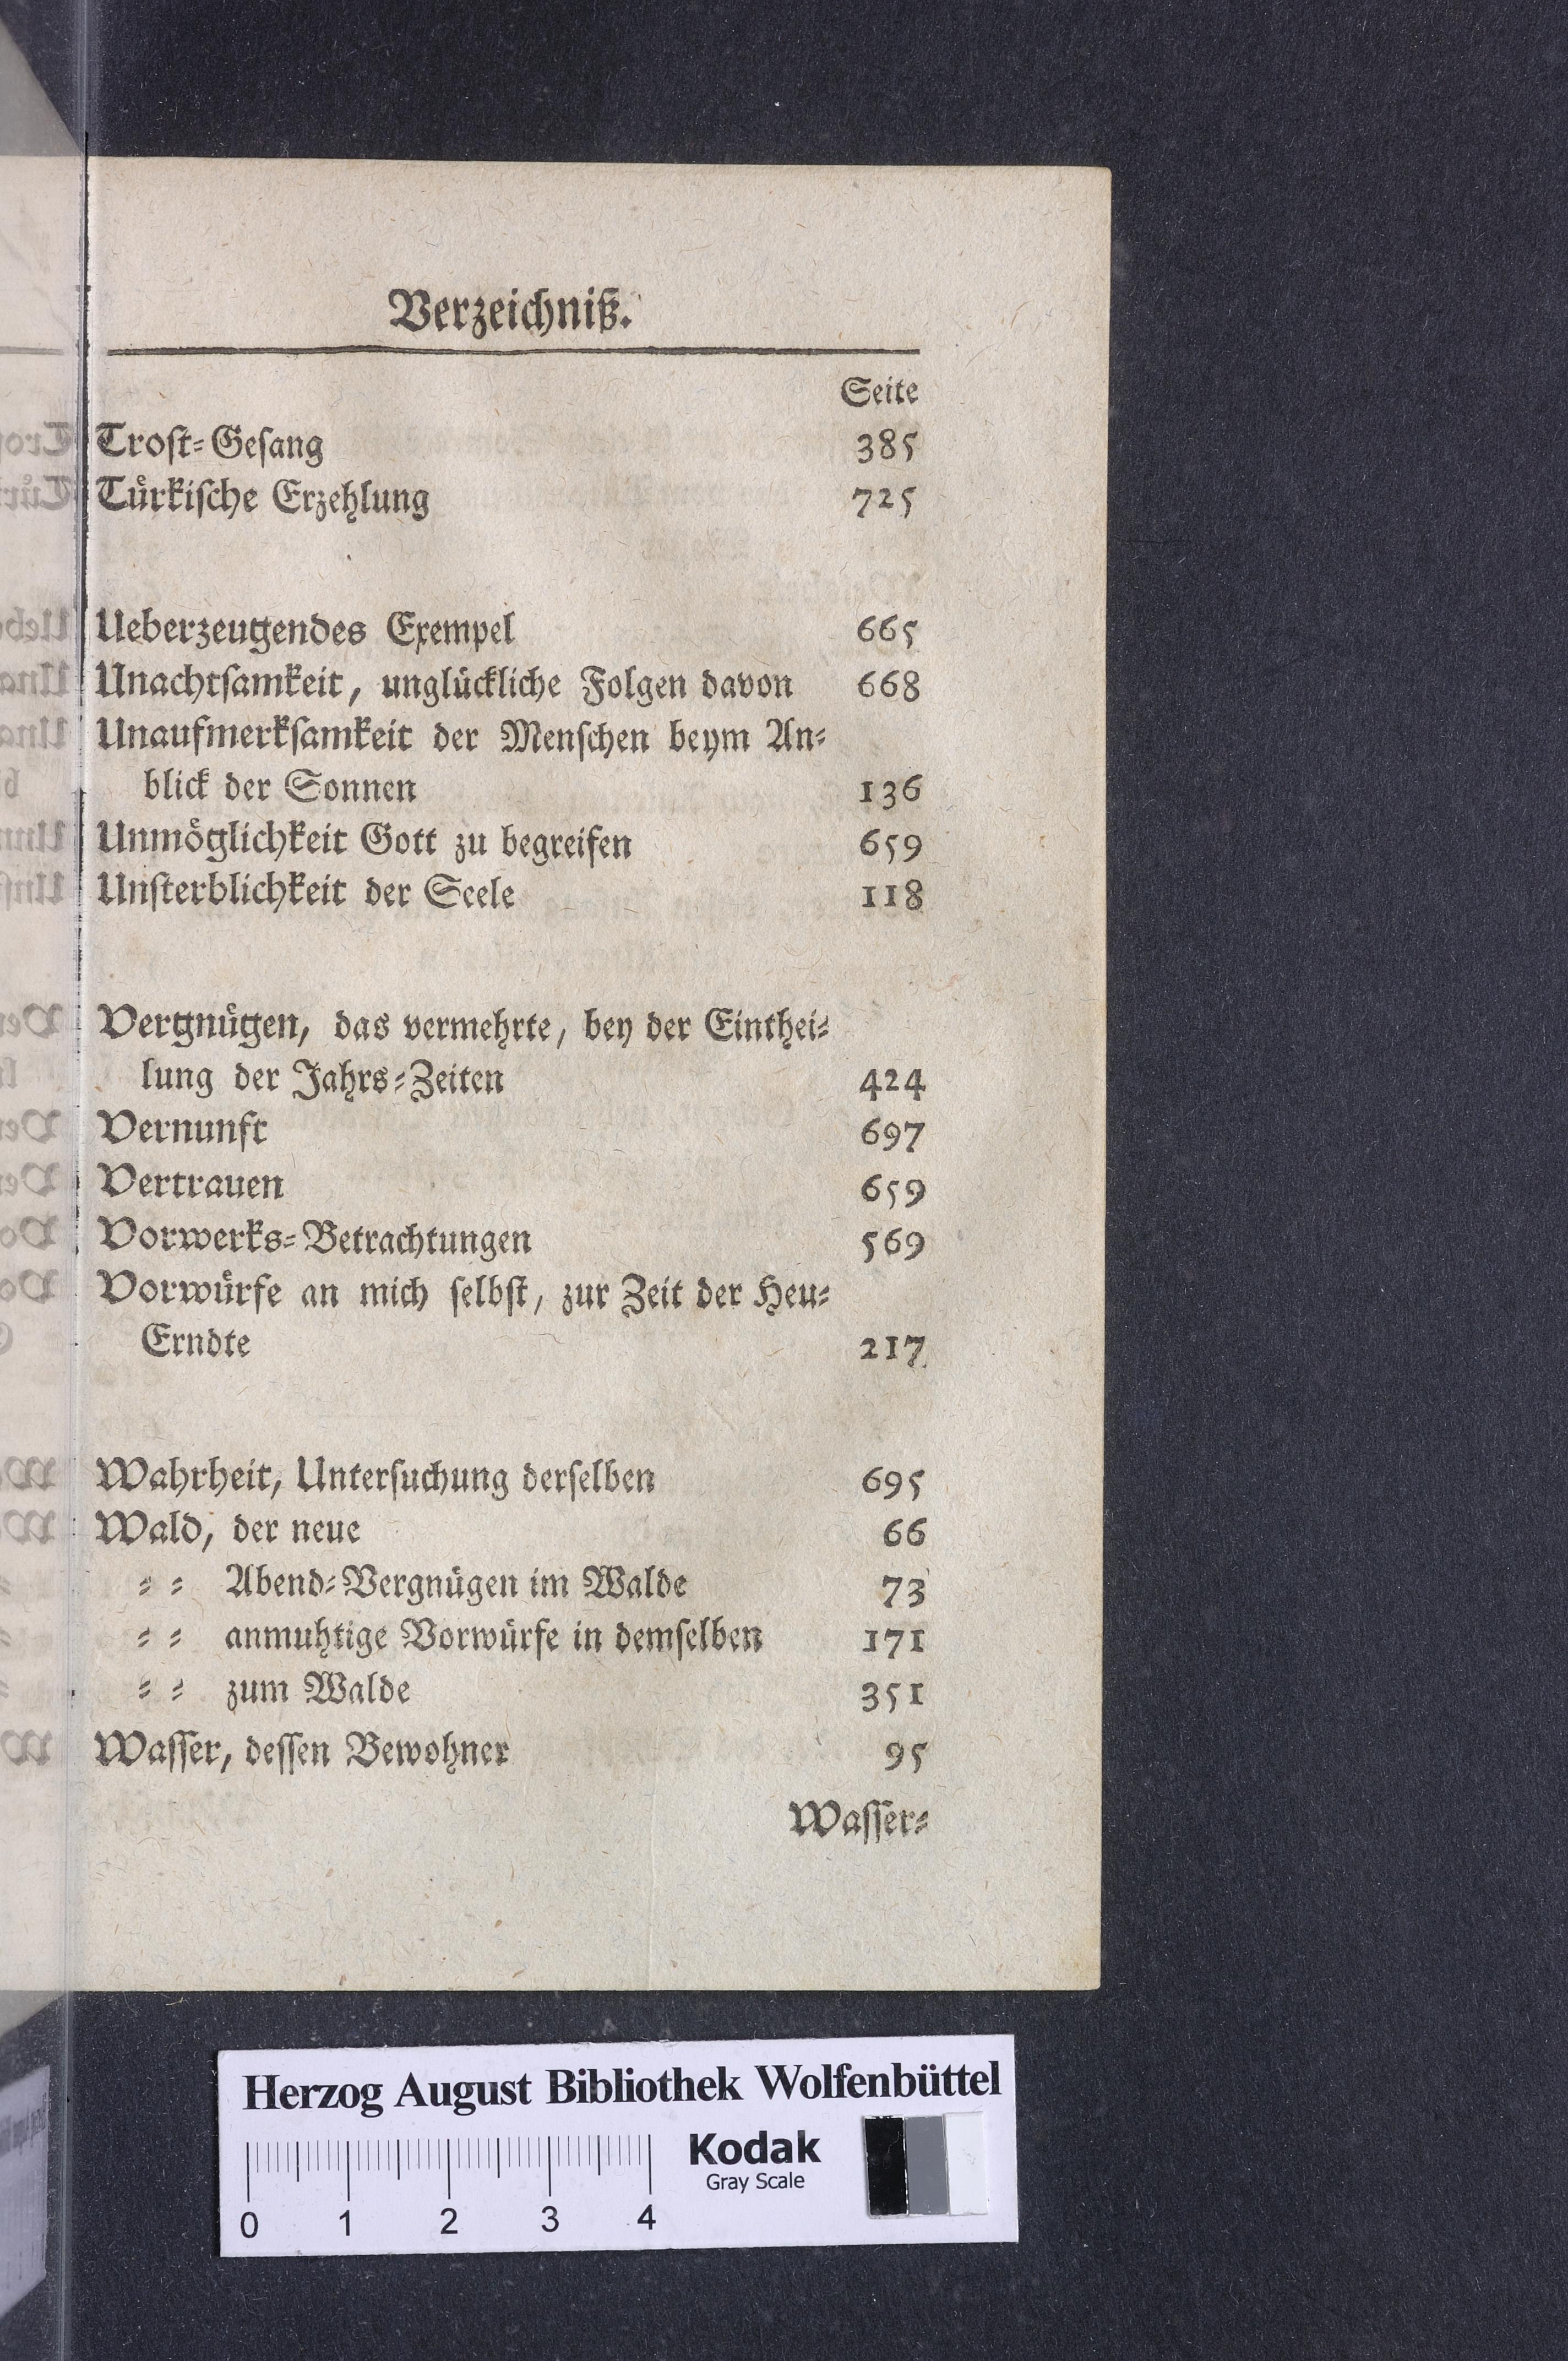 Verzeichniß.
Seite
Trost-Gesang 385
Türkische Erzehlung 725
Ueberzeugendes Exempel 665
Unachtsamkeit, unglückliche Folgen davon 668
Unaufmerksamkeit der Menschen beym An-
blick der Sonnen 136
Unmöglichkeit Gott zu begreifen 659
Unsterblichkeit der Seele 118
Vergnügen, das vermehrte, bey der Einthei-
lung der Jahrs-Zeiten 424
Vernunft 697
Vertrauen 659
Vorwerks-Betrachtungen 569
Vorwürfe an mich selbst, zur Zeit der Heu-
Erndte 217
Wahrheit, Untersuchung derselben 695
Wald, der neue 66
- - Abend-Vergnügen im Walde 73
- - anmuhtige Vorwürfe in demselben 171
- - zum Walde 351
Wasser, dessen Bewohner 95
Wasser-
Herzog August Bibliothek Wolfenbüttel
Kodak
Gray Scale
0 1 2 3 4